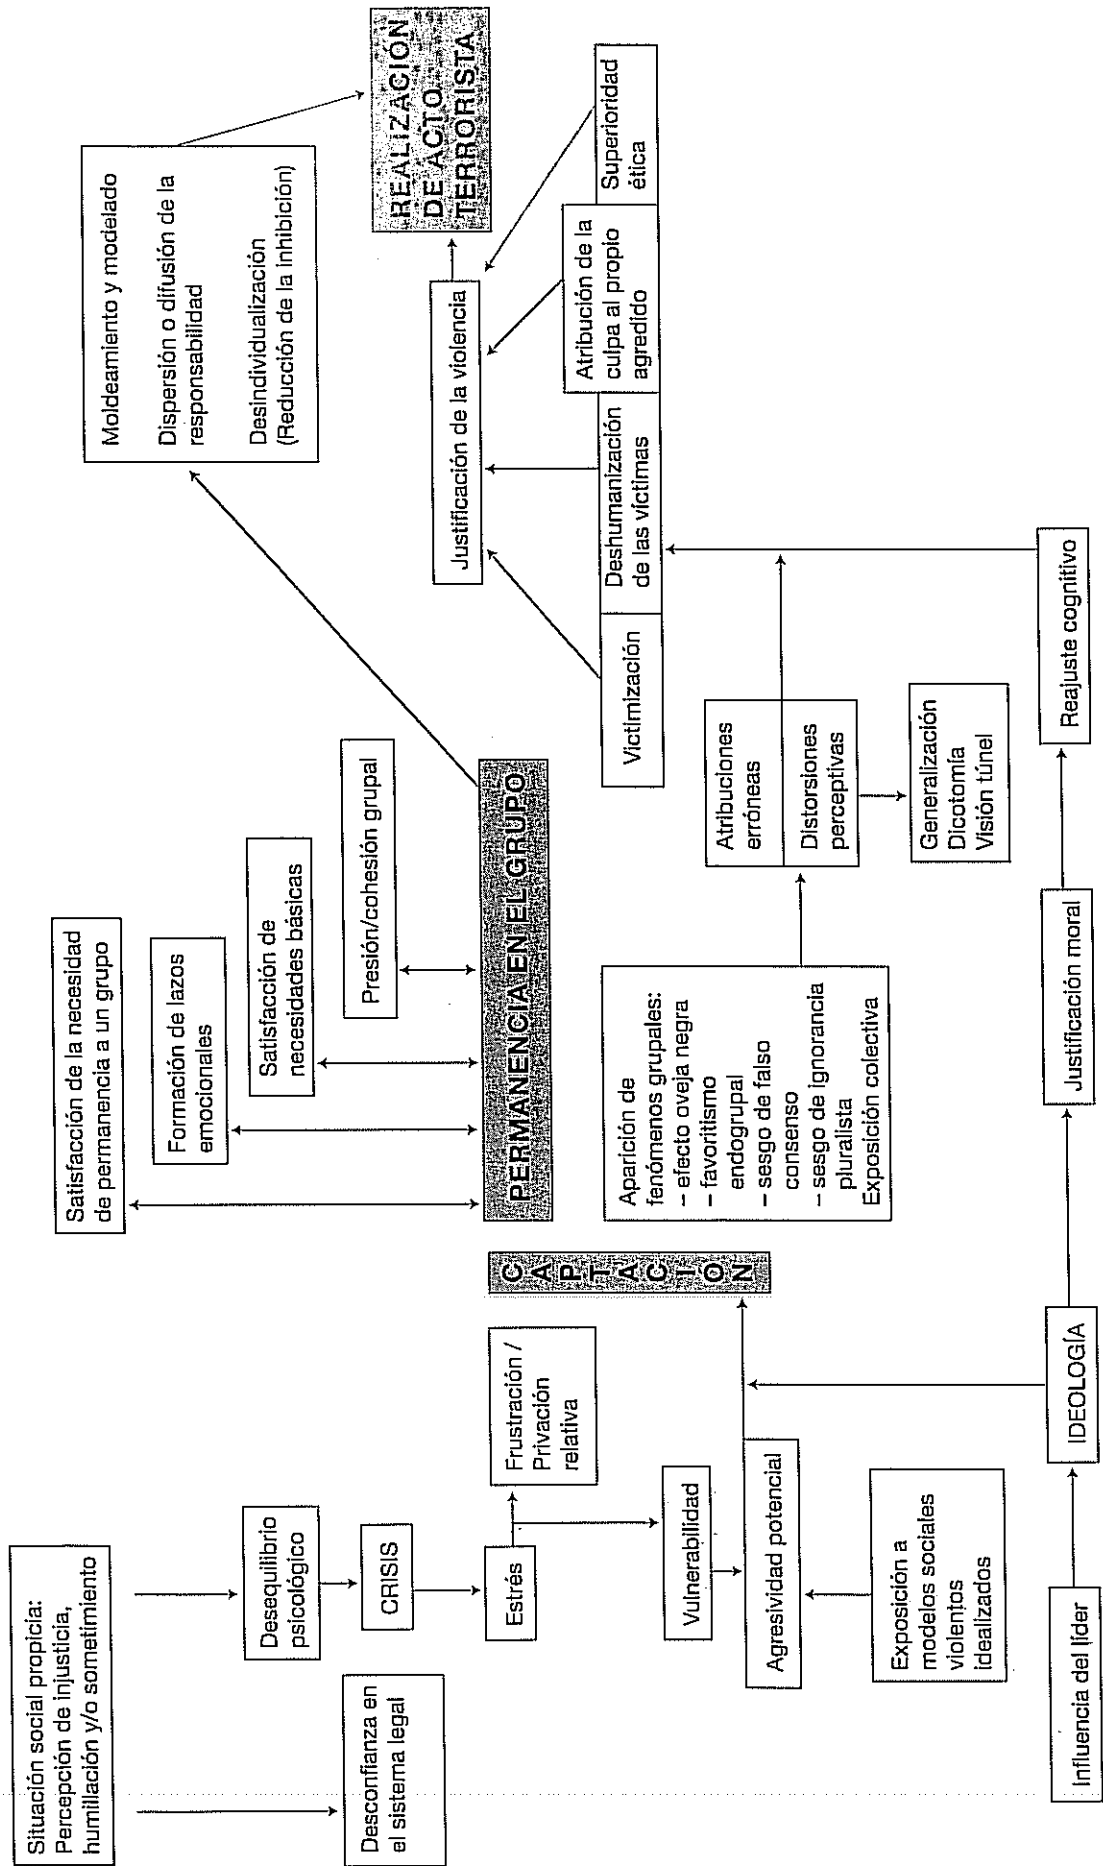 Situación social propicia:
Percepción de injusticia,
humillación y/o sometimiento
Desconfianza en
el sistema legal
Desequilibrio
psicológico
CRISIS
Estrés
Frustración /
Privación
relativa
Vulnerabilidad
Agresividad potencial
Exposición a
modelos sociales
violentos
idealizados
Influencia del líder
IDEOLOGÍA
CAPTACIÓN
Satisfacción de la necesidad
de permanencia a un grupo
Formación de lazos
emocionales
Satisfacción de
necesidades básicas
Presión/cohesión grupal
PERMANENCIA EN EL GRUPO
Aparición de
fenómenos grupales:
– efecto oveja negra
– favoritismo
endogrupal
– sesgo de falso
consenso
– sesgo de ignorancia
pluralista
Exposición colectiva
Atribuciones
erróneas
Distorsiones
perceptivas
Generalización
Dicotomía
Visión túnel
Justificación moral
Reajuste cognitivo
Victimización
Deshumanización
de las víctimas
Atribución de la
culpa al propio
agredido
Superioridad
ética
Justificación de la violencia
Moldeamiento y modelado
Dispersión o difusión de la
responsabilidad
Desindividualización
(Reducción de la inhibición)
REALIZACIÓN
DE ACTO
TERRORISTA